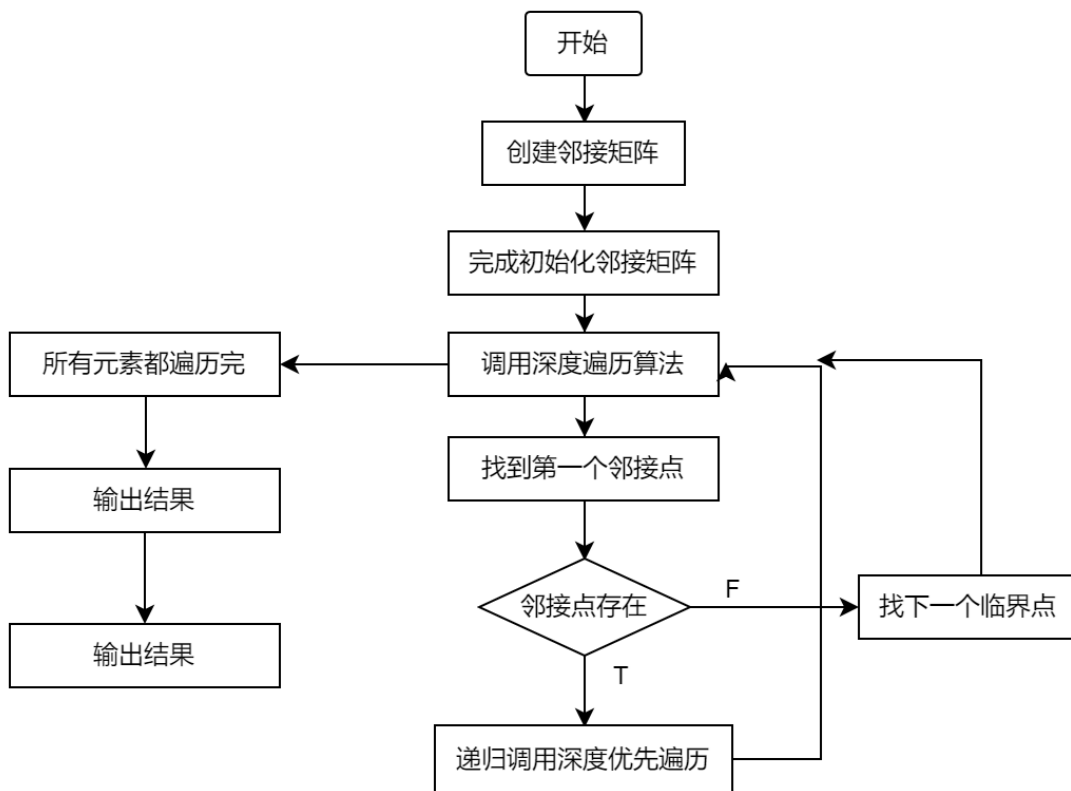 开始
创建邻接矩阵
完成初始化邻接矩阵
所有元素都遍历完
调用深度遍历算法
找到第一个邻接点
输出结果
邻接点存在
F
找下一个临界点
输出结果
T
递归调用深度优先遍历